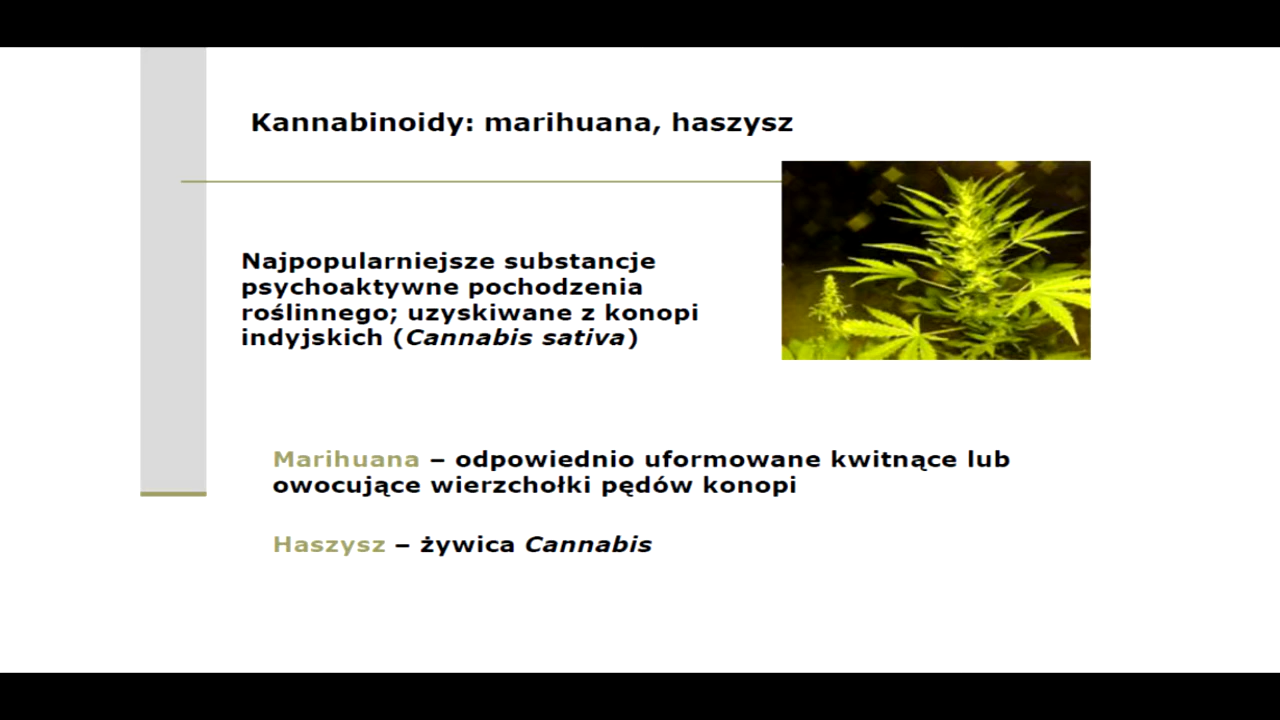 Kannabinoidy: marihuana, haszysz
Najpopularniejsze substancje
psychoaktywne pochodzenia
roślinnego; uzyskiwane z konopi
indyjskich (Cannabis sativa)
Marihuana – odpowiednio uformowane kwitnące lub
owocujące wierzchołki pędów konopi
Haszysz – żywica Cannabis